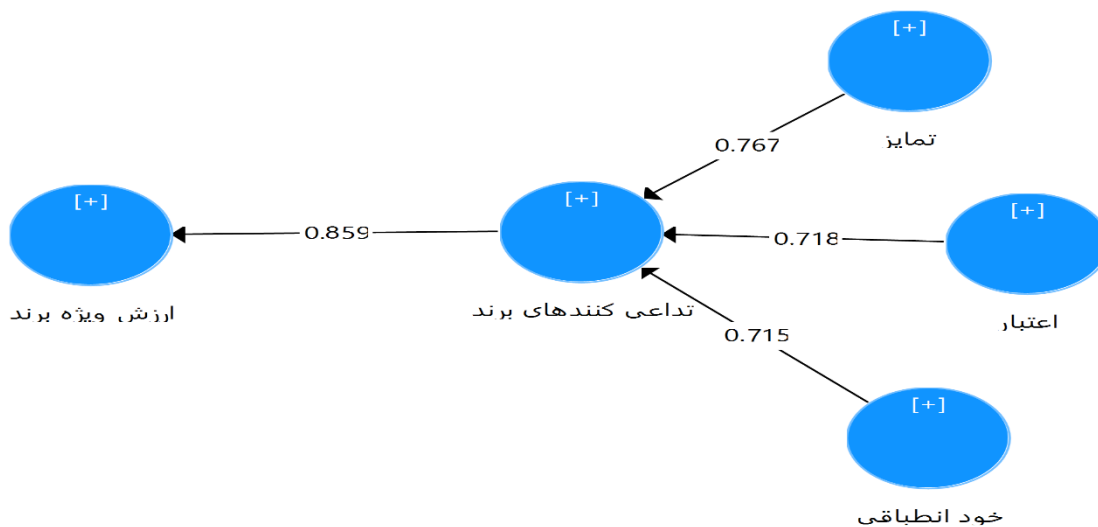 [+]
تمایز
0.767
[+]
[+]
[+]
0.859
0.718
ارزش ویژه برند
تداعی کنندهای برند
اعتبار
0.715
[+]
خود انطباقی